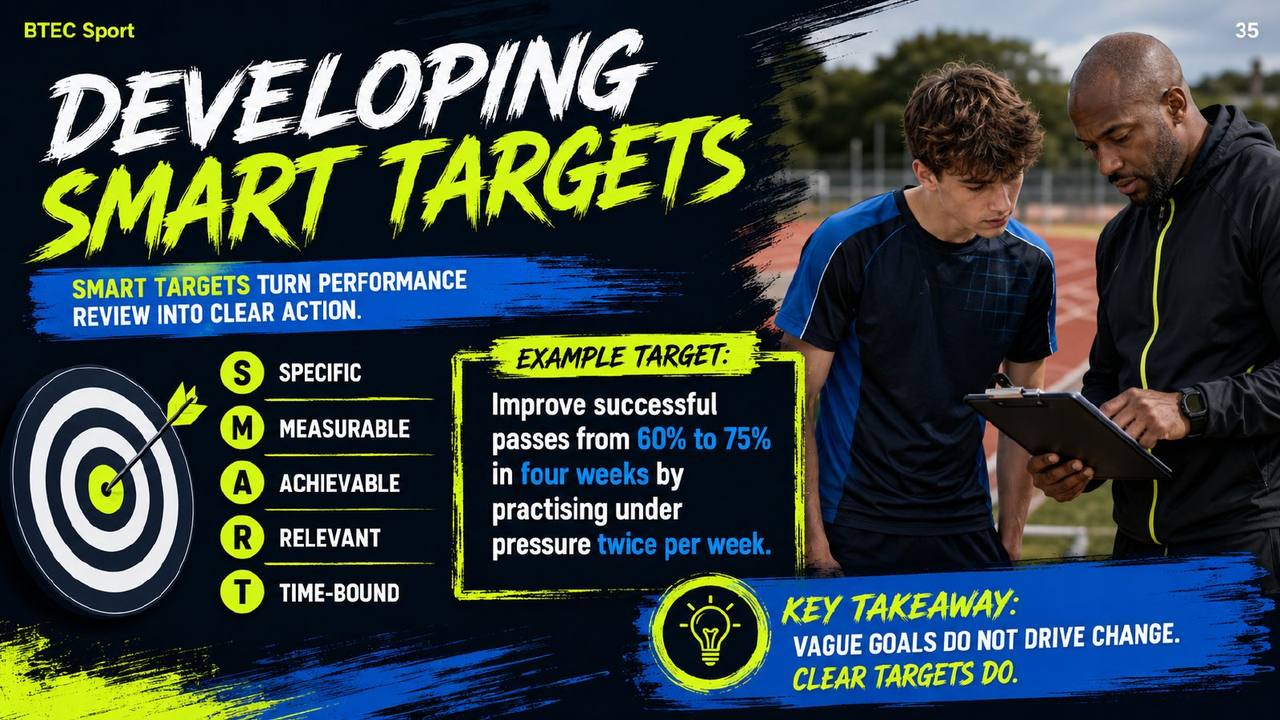 BTEC Sport
35
DEVELOPING
SMART TARGETS
SMART TARGETS TURN PERFORMANCE
REVIEW INTO CLEAR ACTION.
S SPECIFIC
M MEASURABLE
A ACHIEVABLE
R RELEVANT
T TIME-BOUND
EXAMPLE TARGET:
Improve successful
passes from 60% to 75%
in four weeks by
practising under
pressure twice per week.
KEY TAKEAWAY:
VAGUE GOALS DO NOT DRIVE CHANGE.
CLEAR TARGETS DO.